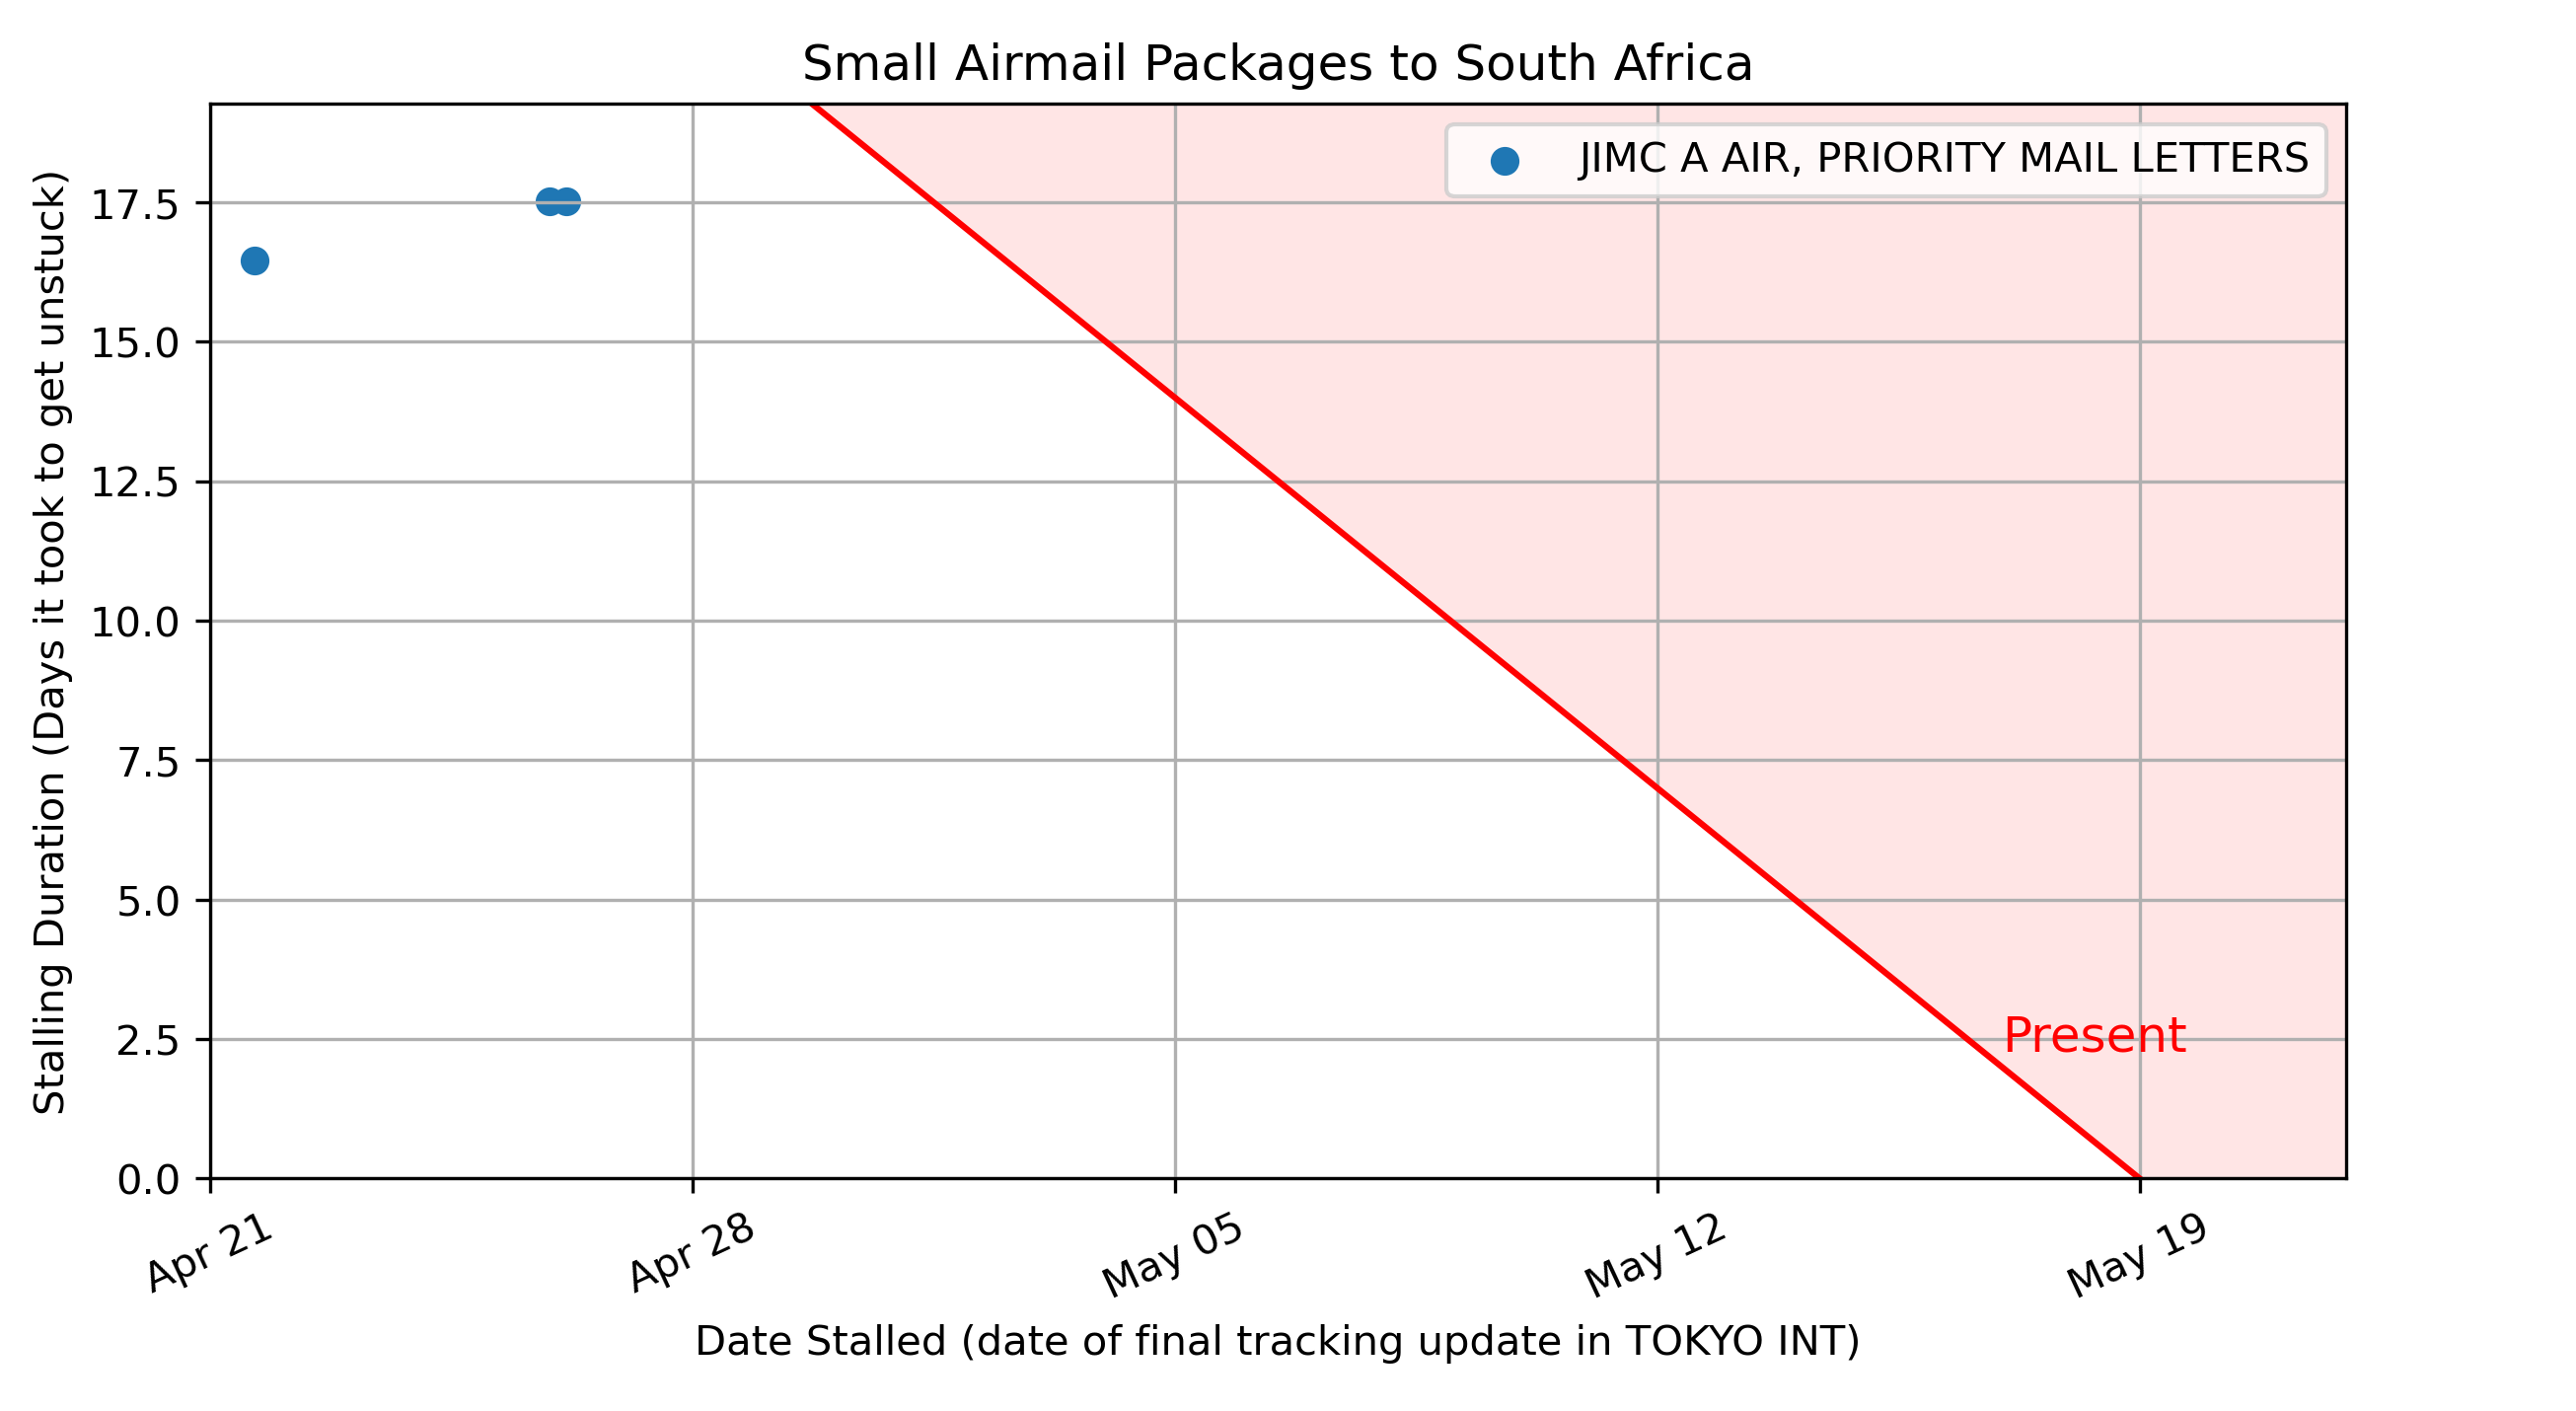 Small Airmail Packages to South Africa
JIMC A AIR, PRIORITY MAIL LETTERS
Stalling Duration (Days it took to get unstuck)
17.5
15.0
12.5
10.0
7.5
5.0
2.5
0.0
Present
Apr 21
Apr 28
May 05
May 12
May 19
Date Stalled (date of final tracking update in TOKYO INT)